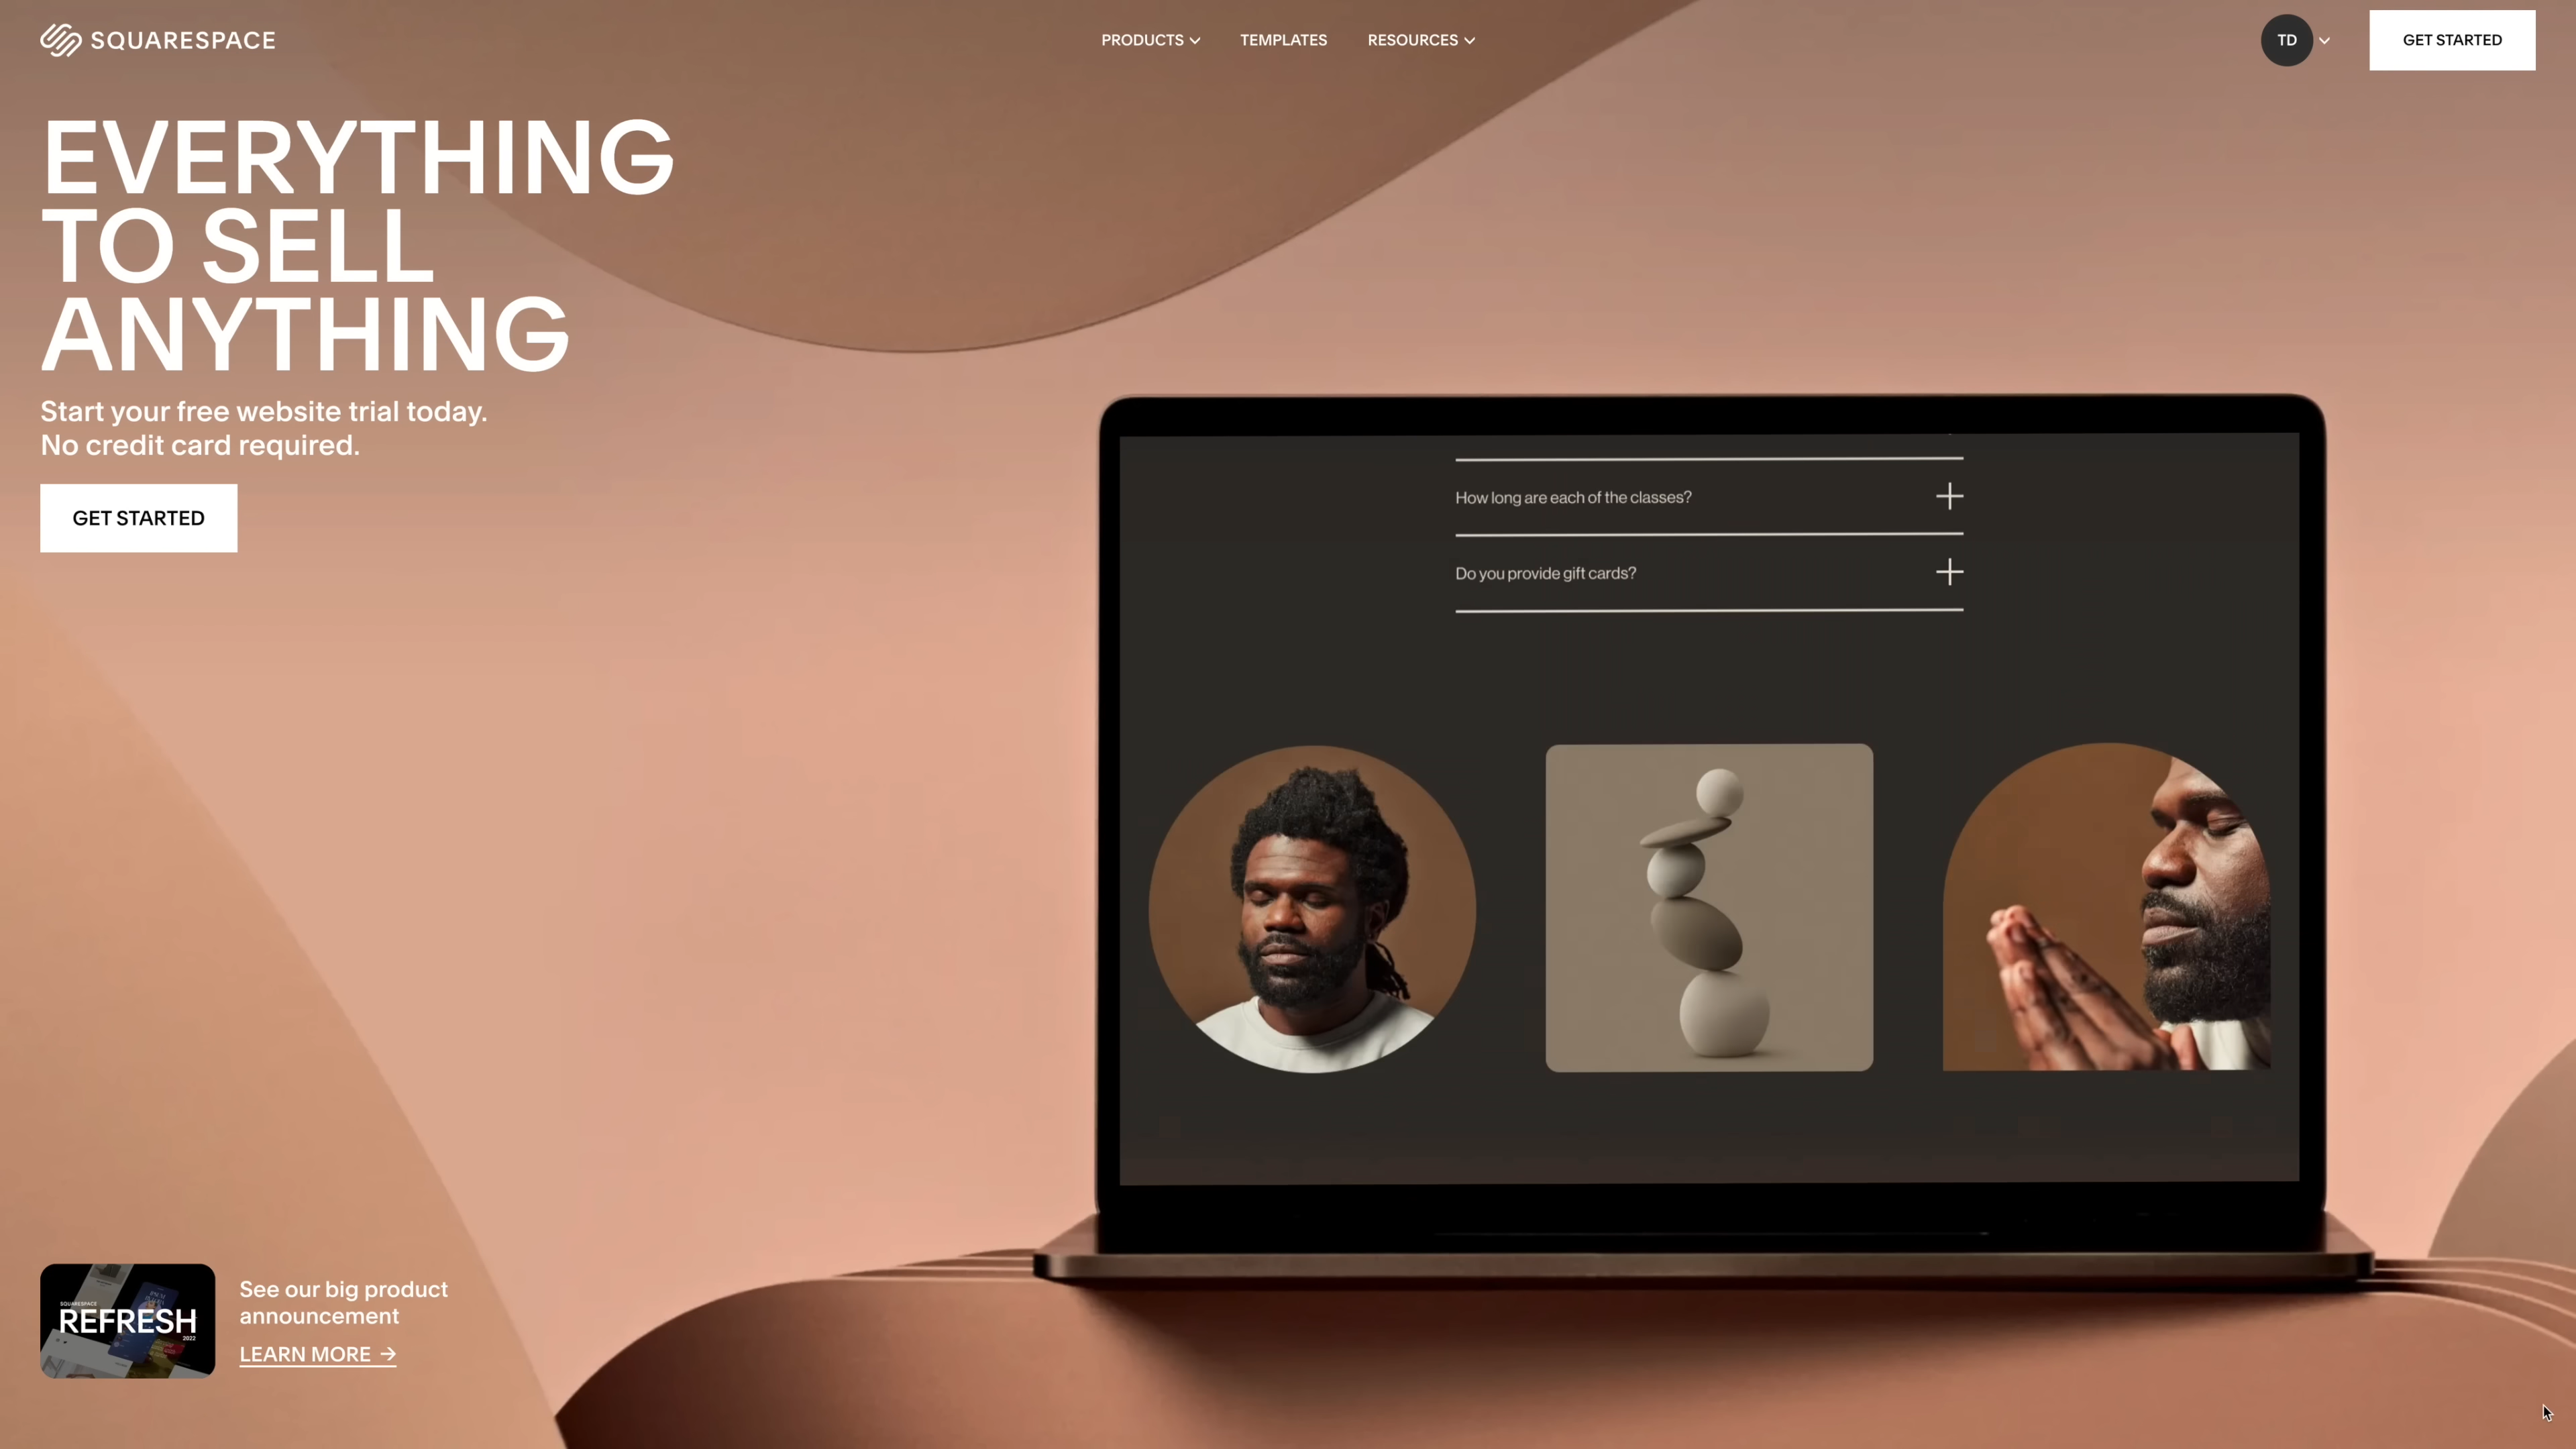 SQUARESPACE
PRODUCTS
TEMPLATES
RESOURCES
TD
GET STARTED
EVERYTHING
TO SELL
ANYTHING
Start your free website trial today.
No credit card required.
GET STARTED
How long are each of the classes?
Do you provide gift cards?
SQUARESPACE
REFRESH
2022
See our big product
announcement
LEARN MORE →